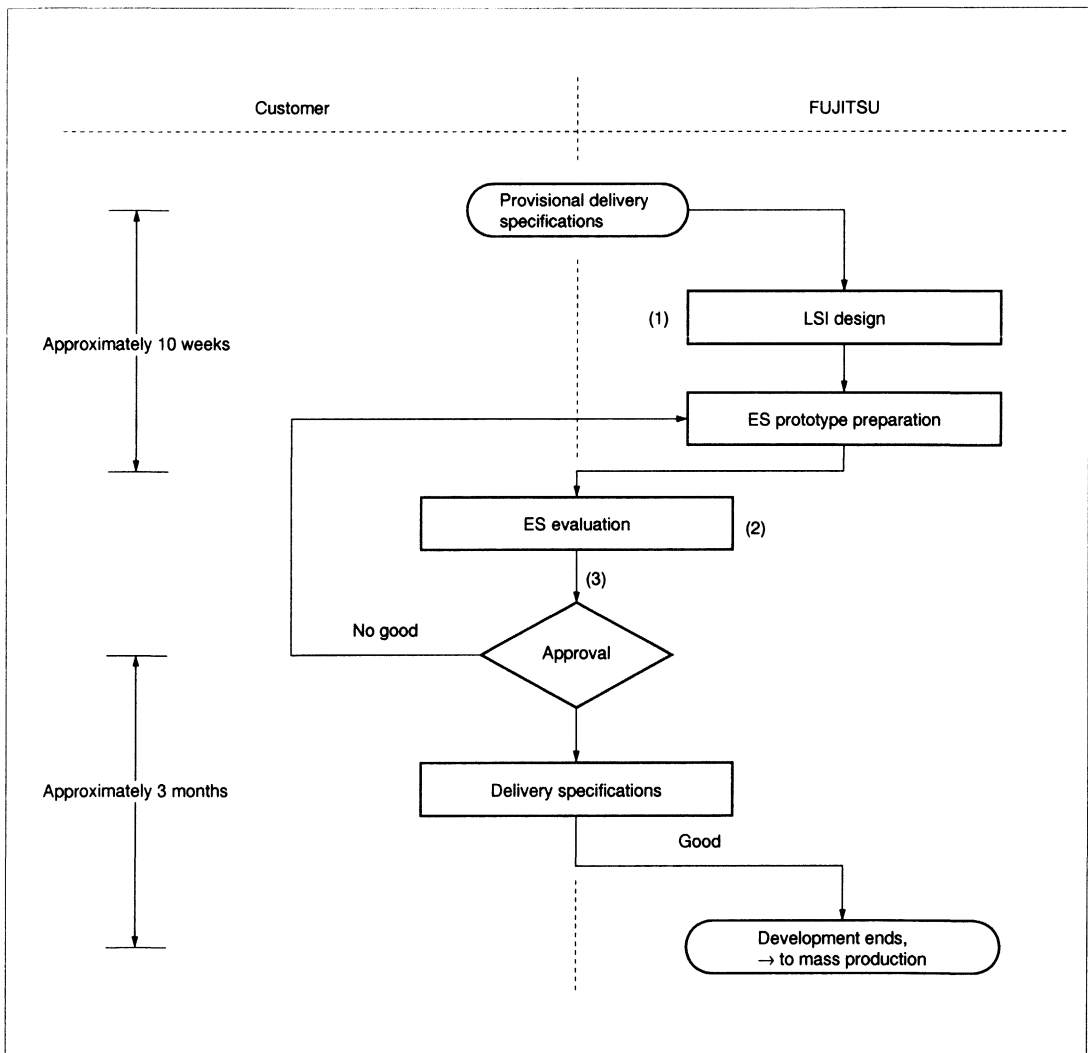 Customer
FUJITSU
Provisional delivery
specifications
(1)
LSI design
Approximately 10 weeks
ES prototype preparation
ES evaluation
(2)
(3)
No good
Approval
Approximately 3 months
Delivery specifications
Good
Development ends,
→ to mass production